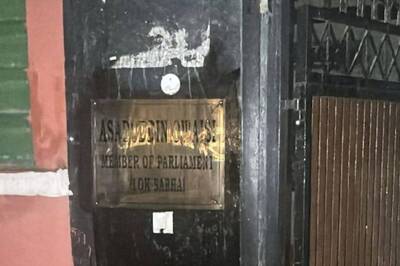 ASADUDDIN OWAISI
MEMBER OF PARLIAMENT
(LOK SABHA)